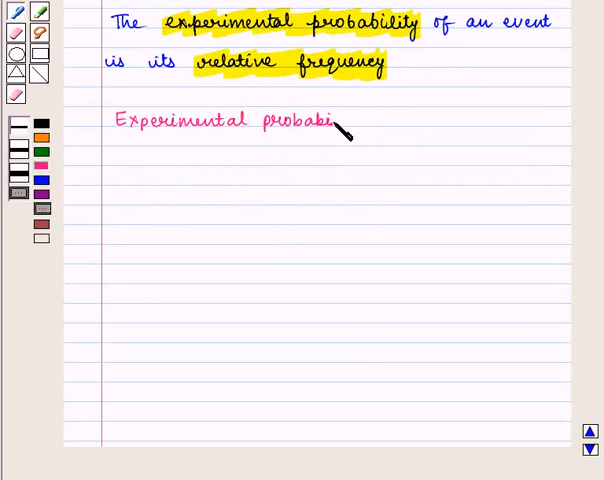 The experimental probability of an event
is its relative frequency
Experimental probabi